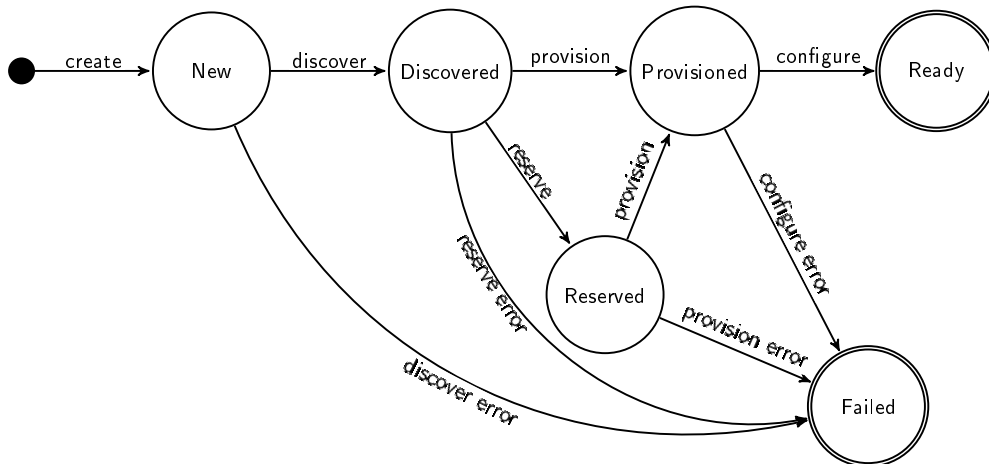 create
New
discover
Discovered
provision
Provisioned
configure
Ready
reserve
provision
configure error
reserve error
Reserved
provision error
discover error
Failed